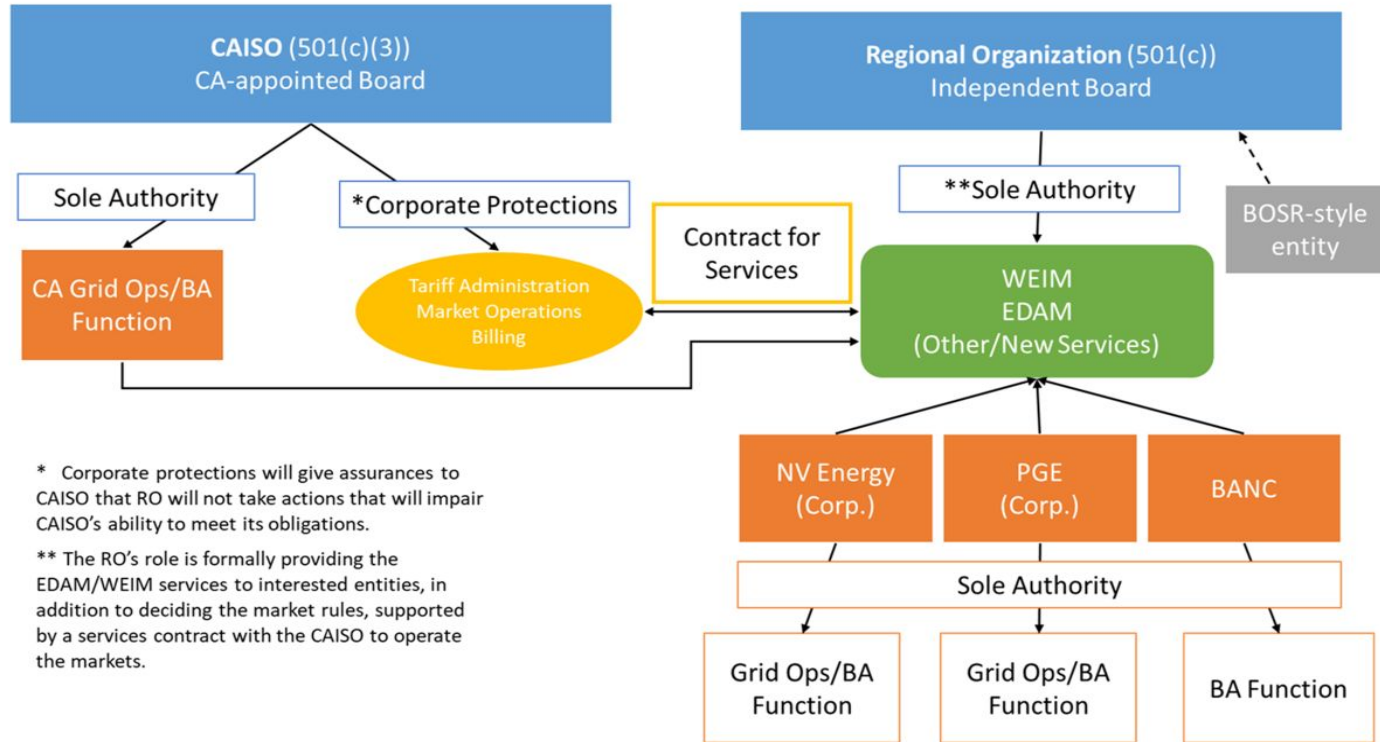 CAISO (501(c)(3))
CA-appointed Board
Regional Organization (501(c))
Independent Board
Sole Authority
*Corporate Protections
**Sole Authority
BOSR-style
entity
Contract for
Services
CA Grid Ops/BA
Function
Tariff Administration
Market Operations
Billing
WEIM
EDAM
(Other/New Services)
NV Energy
(Corp.)
PGE
(Corp.)
BANC
* Corporate protections will give assurances to
CAISO that RO will not take actions that will impair
CAISO's ability to meet its obligations.
** The RO's role is formally providing the
EDAM/WEIM services to interested entities, in
addition to deciding the market rules, supported
by a services contract with the CAISO to operate
the markets.
Sole Authority
Grid Ops/BA
Function
Grid Ops/BA
Function
BA Function